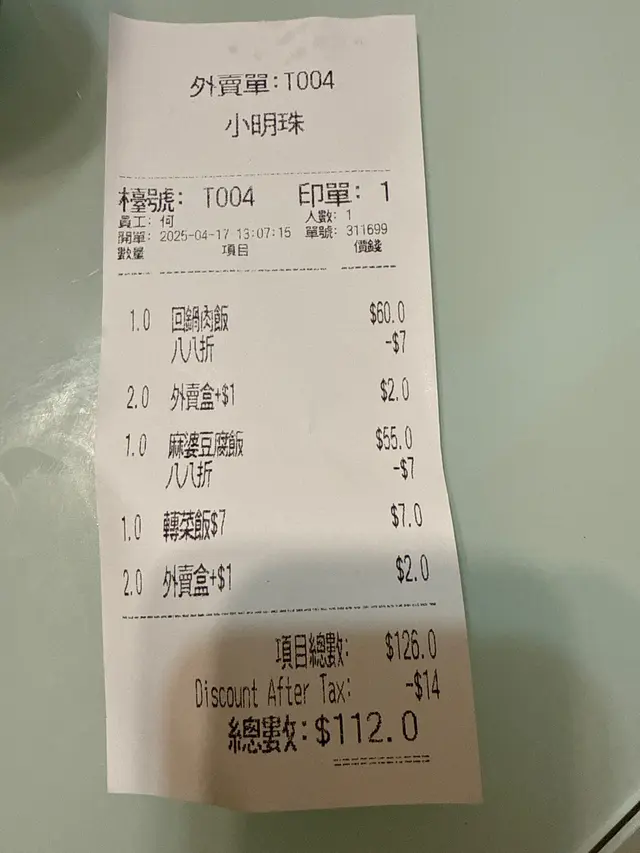 外賣單:T004
小明珠
檯號: T004 印單: 1
員工: 何 人數: 1
開單: 2025-04-17 13:07:15 單號: 311699
數量 項目 價錢
1.0 回鍋肉飯 $60.0
八八折 -$7
2.0 外賣盒+$1 $2.0
1.0 麻婆豆腐飯 $55.0
八八折 -$7
1.0 轉菜飯$7 $7.0
2.0 外賣盒+$1 $2.0
項目總數: $126.0
Discount After Tax: -$14
總數:$112.0